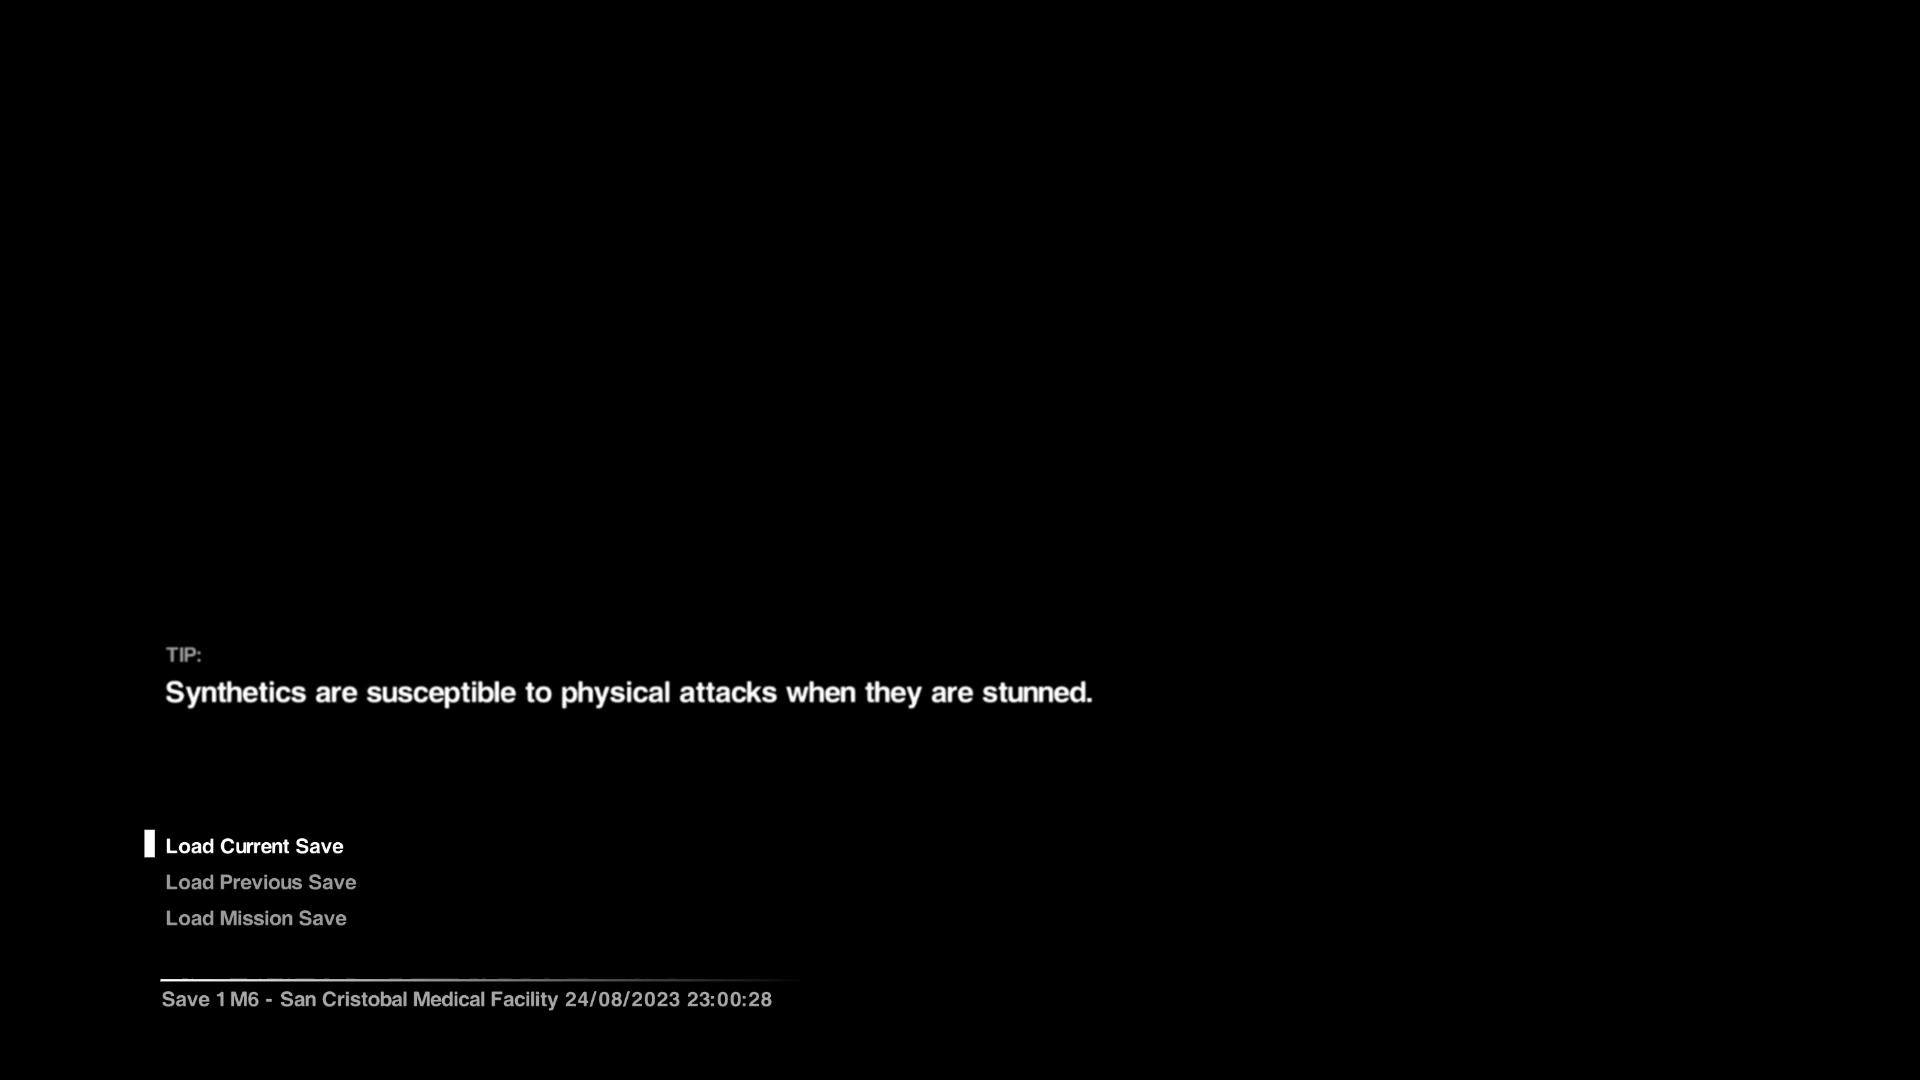 TIP:
Synthetics are susceptible to physical attacks when they are stunned.
Load Current Save
Load Previous Save
Load Mission Save
Save 1 M6 - San Cristobal Medical Facility 24/08/2023 23:00:28